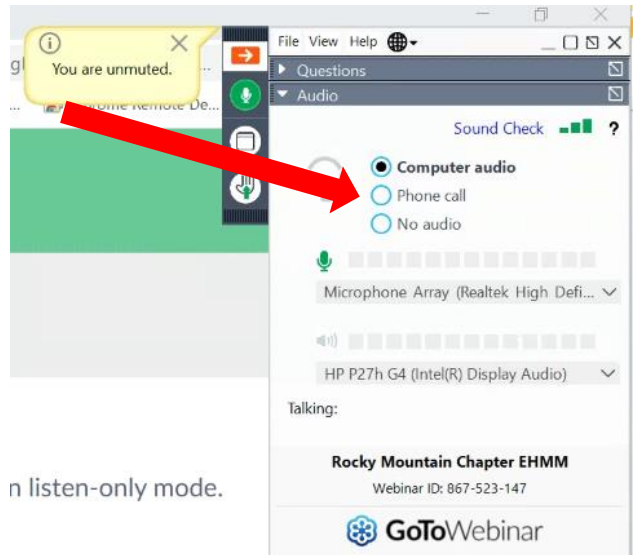 You are unmuted.
File View Help
Questions
Audio
Sound Check ?
Computer audio
Phone call
No audio
Microphone Array (Realtek High Defi...
HP P27h G4 (Intel(R) Display Audio)
Talking:
Rocky Mountain Chapter EHMM
Webinar ID: 867-523-147
GoToWebinar
n listen-only mode.